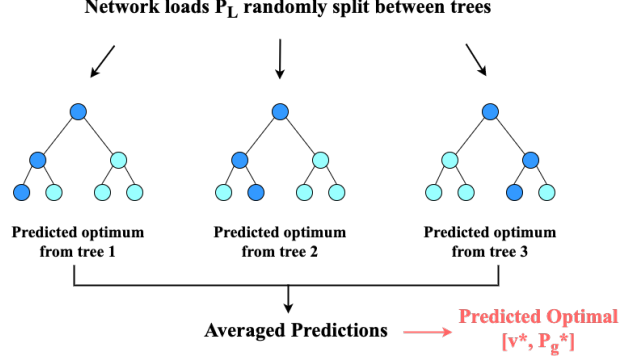 Network loads P_L randomly split between trees
Predicted optimum
from tree 1
Predicted optimum
from tree 2
Predicted optimum
from tree 3
Averaged Predictions
Predicted Optimal
[v*, P_g*]